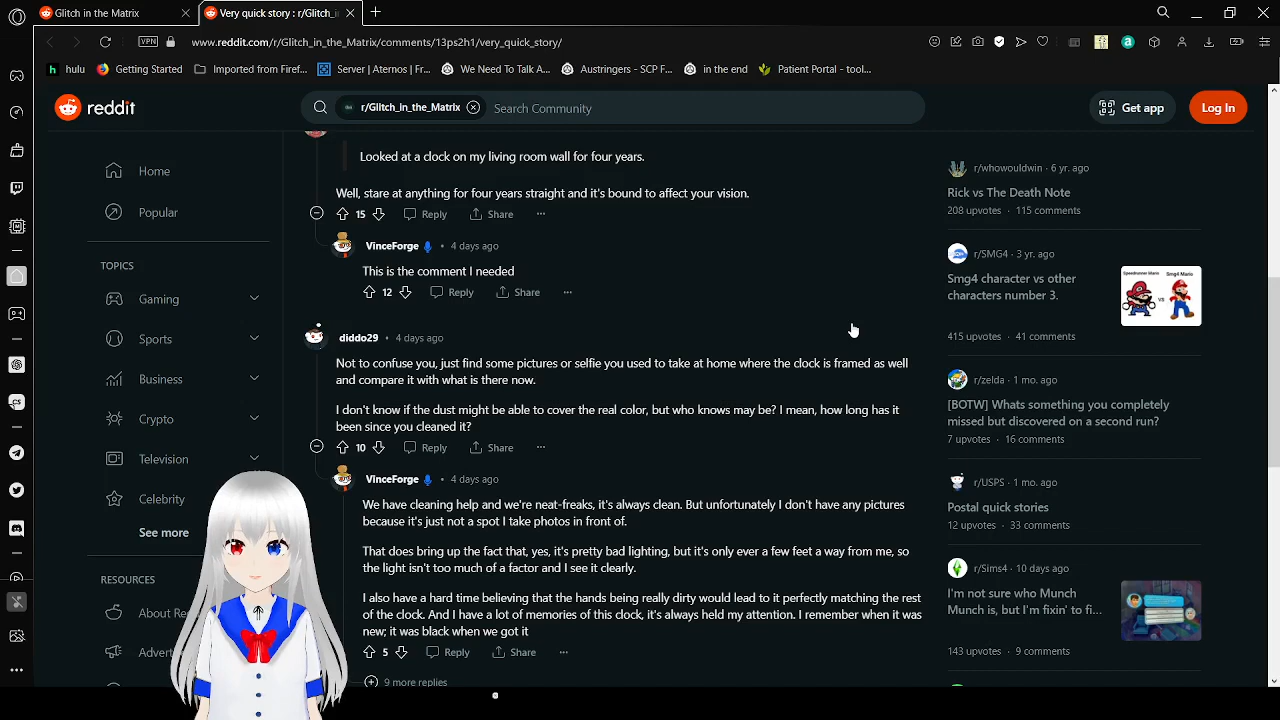 Glitch in the Matrix
Very quick story : r/Glitch_in
VPN
www.reddit.com/r/Glitch_in_the_Matrix/comments/13ps2h1/very_quick_story/
h hulu
Getting Started
Imported from Firef...
Server | Aternos | Fr...
We Need To Talk A...
Austringers - SCP F...
in the end
Patient Portal - tool...
reddit
r/Glitch_in_the_Matrix
Search Community
Get app
Log In
Home
Popular
TOPICS
Gaming
Sports
Business
Crypto
Television
Celebrity
See more
RESOURCES
About Re
Advert
Looked at a clock on my living room wall for four years.
Well, stare at anything for four years straight and it's bound to affect your vision.
15 Reply Share ...
VinceForge • 4 days ago
This is the comment I needed
12 Reply Share ...
diddo29 • 4 days ago
Not to confuse you, just find some pictures or selfie you used to take at home where the clock is framed as well
and compare it with what is there now.
I don't know if the dust might be able to cover the real color, but who knows may be? I mean, how long has it
been since you cleaned it?
10 Reply Share ...
VinceForge • 4 days ago
We have cleaning help and we're neat-freaks, it's always clean. But unfortunately I don't have any pictures
because it's just not a spot I take photos in front of.
That does bring up the fact that, yes, it's pretty bad lighting, but it's only ever a few feet a way from me, so
the light isn't too much of a factor and I see it clearly.
I also have a hard time believing that the hands being really dirty would lead to it perfectly matching the rest
of the clock. And I have a lot of memories of this clock, it's always held my attention. I remember when it was
new; it was black when we got it
5 Reply Share ...
9 more replies
r/whowouldwin • 6 yr. ago
Rick vs The Death Note
208 upvotes • 115 comments
r/SMG4 • 3 yr. ago
Smg4 character vs other
characters number 3.
Speedrunner Mario
Smg4 Mario
vs
415 upvotes • 41 comments
r/zelda • 1 mo. ago
[BOTW] Whats something you completely
missed but discovered on a second run?
7 upvotes • 16 comments
r/USPS • 1 mo. ago
Postal quick stories
12 upvotes • 33 comments
r/Sims4 • 10 days ago
I'm not sure who Munch
Munch is, but I'm fixin' to fi...
143 upvotes • 9 comments